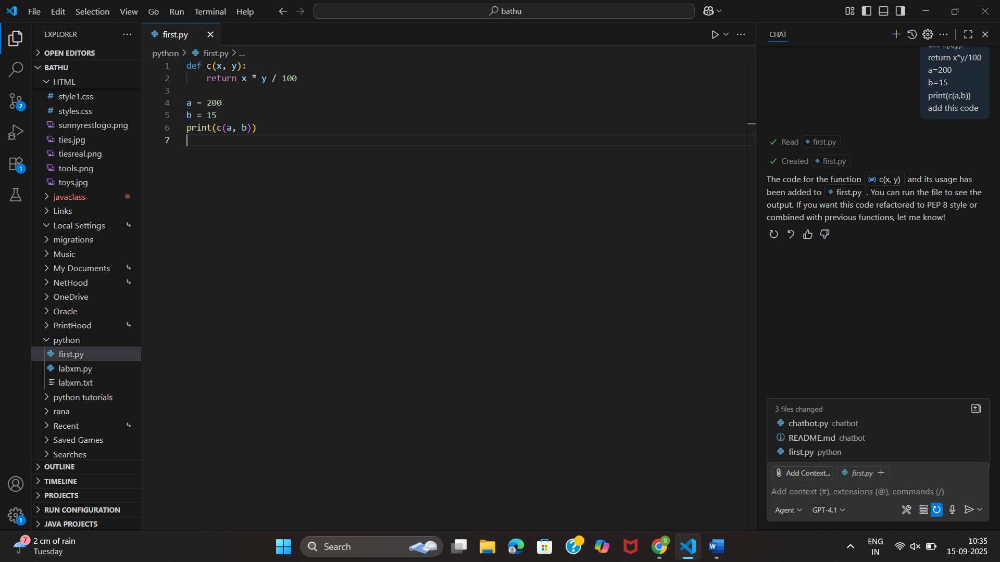 File Edit Selection View Go Run Terminal Help
bathu
EXPLORER
OPEN EDITORS
BATHU
HTML
style1.css
styles.css
sunnyrestlogo.png
ties.jpg
tiesreal.png
tools.png
toys.jpg
javaclass
Links
Local Settings
migrations
Music
My Documents
NetHood
OneDrive
Oracle
PrintHood
python
first.py
labxm.py
labxm.txt
python tutorials
rana
Recent
Saved Games
Searches
OUTLINE
TIMELINE
PROJECTS
RUN CONFIGURATION
JAVA PROJECTS
2
1
1
first.py
python > first.py > ...
1 def c(x, y):
2 return x * y / 100
3
4 a = 200
5 b = 15
6 print(c(a, b))
7
CHAT
def c(x,y):
return x*y/100
a=200
b=15
print(c(a,b))
add this code
Read first.py
Created first.py
The code for the function c(x, y) and its usage has
been added to first.py. You can run the file to see the
output. If you want this code refactored to PEP 8 style or
combined with previous functions, let me know!
3 files changed
chatbot.py chatbot
README.md chatbot
first.py python
Add Context... first.py
Add context (#), extensions (@), commands (/)
Agent GPT-4.1
7
2 cm of rain
Tuesday
Search
9
ENG
IN
10:35
15-09-2025